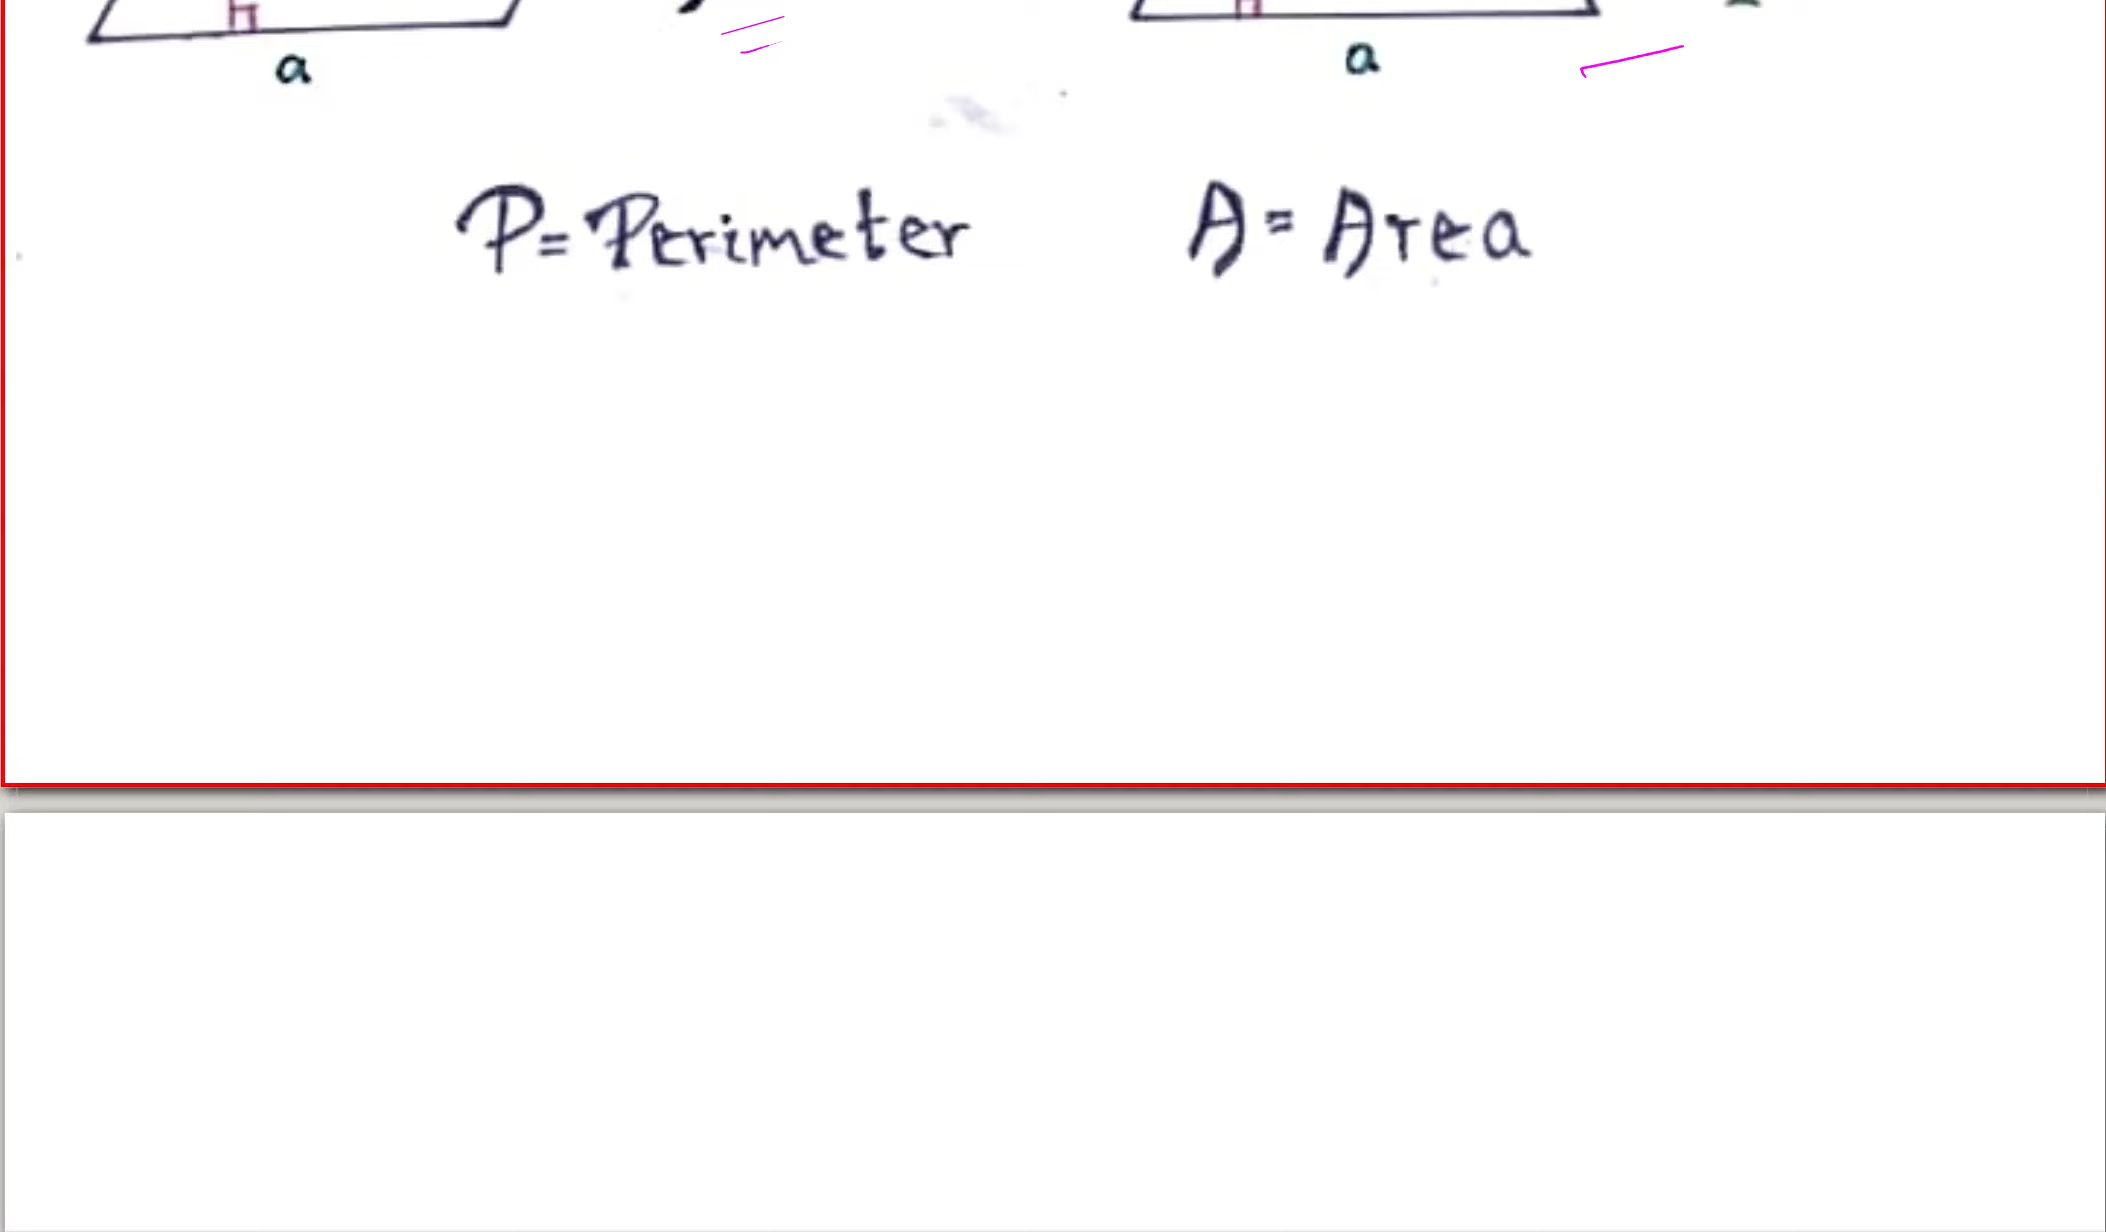 a a
P = Perimeter A = Area